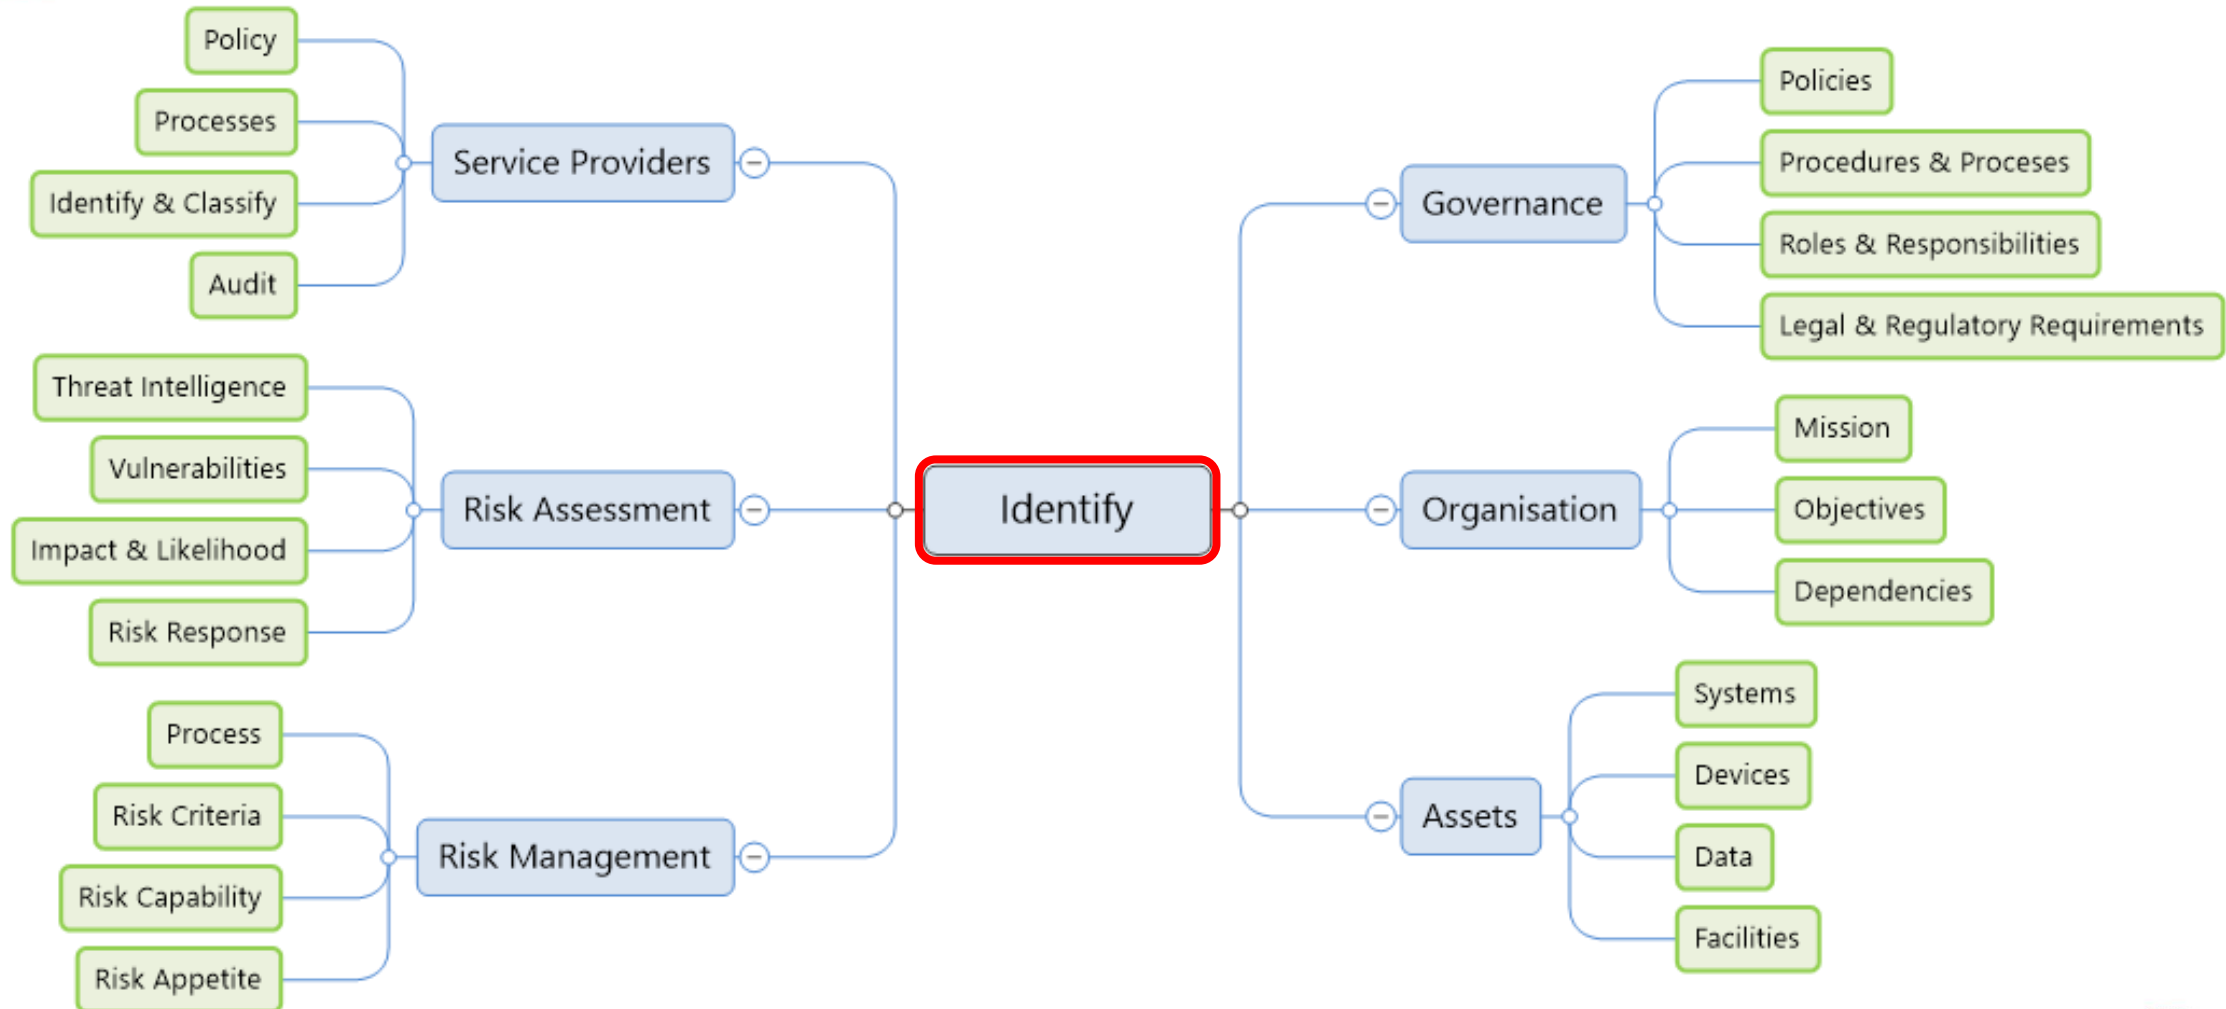 Identify
Service Providers
Policy
Processes
Identify & Classify
Audit
Risk Assessment
Threat Intelligence
Vulnerabilities
Impact & Likelihood
Risk Response
Risk Management
Process
Risk Criteria
Risk Capability
Risk Appetite
Governance
Policies
Procedures & Proceses
Roles & Responsibilities
Legal & Regulatory Requirements
Organisation
Mission
Objectives
Dependencies
Assets
Systems
Devices
Data
Facilities